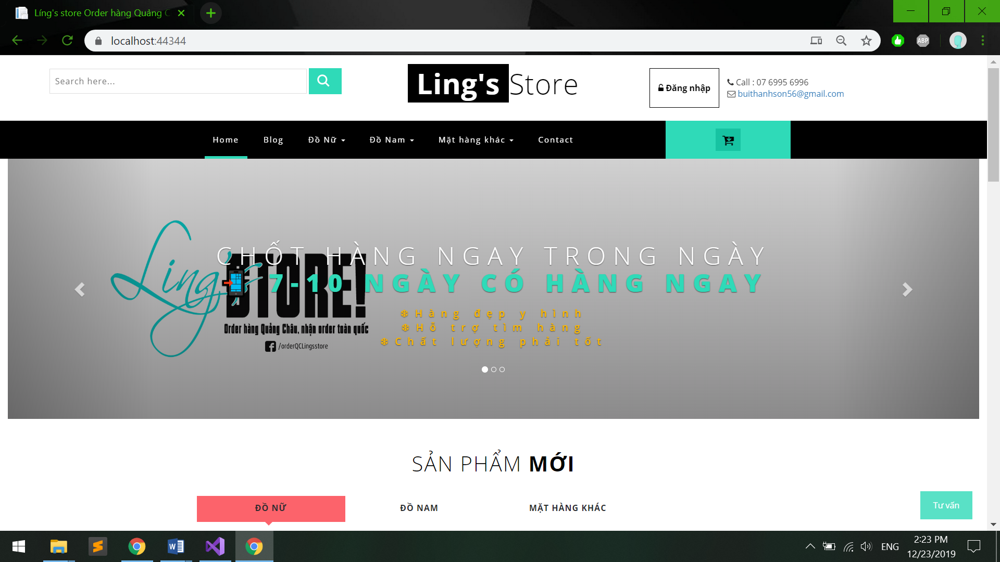 Líng's store Order hàng Quảng C
localhost:44344
ABP
Search here...
Ling's Store
Đăng nhập
Call : 07 6995 6996
buithanhson56@gmail.com
Home
Blog
Đồ Nữ
Đồ Nam
Mặt hàng khác
Contact
CHỐT HÀNG NGAY TRONG NGÀY
7-10 NGÀY CÓ HÀNG NGAY
Ling's STORE!
Order hàng Quảng Châu, nhận order toàn quốc
/orderQCLingsstore
❄ Hàng đẹp y hình
❄ Hỗ trợ tìm hàng
❄ Chất lượng phải tốt
SẢN PHẨM MỚI
ĐỒ NỮ
ĐỒ NAM
MẶT HÀNG KHÁC
Tư vấn
ENG
2:23 PM
12/23/2019